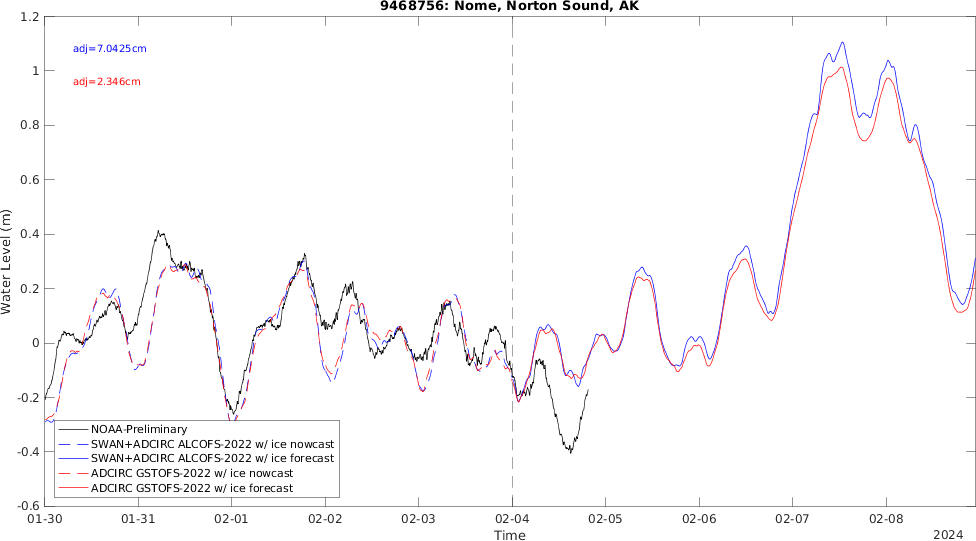 9468756: Nome, Norton Sound, AK
adj=7.0425cm
adj=2.346cm
Water Level (m)
1.2
1
0.8
0.6
0.4
0.2
0
-0.2
-0.4
-0.6
NOAA-Preliminary
SWAN+ADCIRC ALCOFS-2022 w/ ice nowcast
SWAN+ADCIRC ALCOFS-2022 w/ ice forecast
ADCIRC GSTOFS-2022 w/ ice nowcast
ADCIRC GSTOFS-2022 w/ ice forecast
01-30 01-31 02-01 02-02 02-03 02-04 02-05 02-06 02-07 02-08
Time
2024